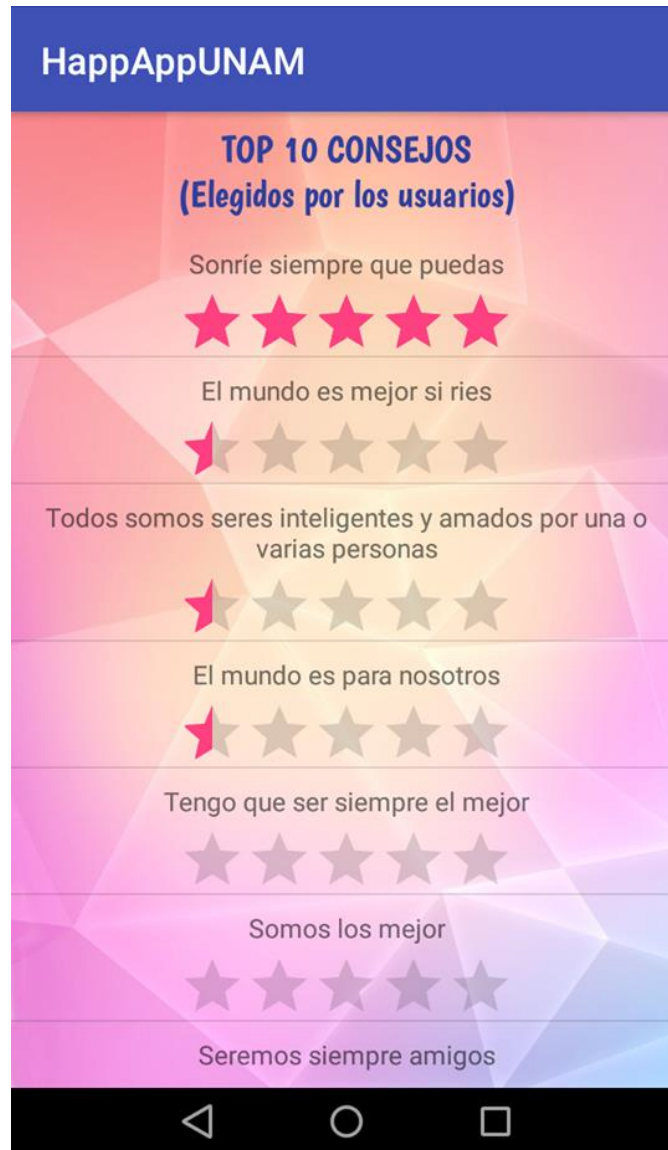 HappAppUNAM
TOP 10 CONSEJOS
(Elegidos por los usuarios)
Sonríe siempre que puedas
El mundo es mejor si ries
Todos somos seres inteligentes y amados por una o
varias personas
El mundo es para nosotros
Tengo que ser siempre el mejor
Somos los mejor
Seremos siempre amigos